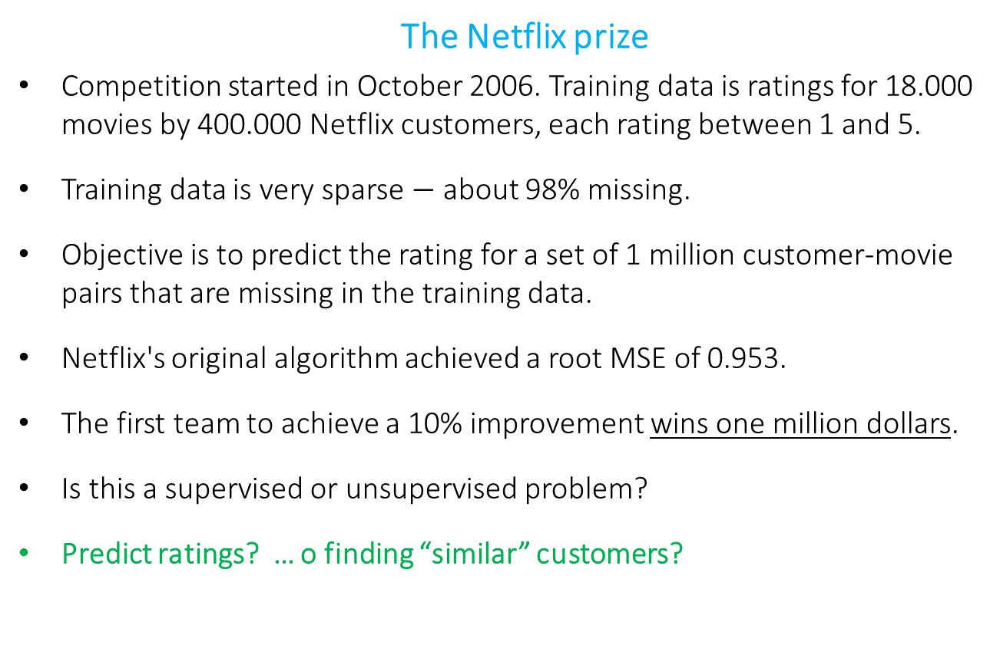 The Netflix prize
• Competition started in October 2006. Training data is ratings for 18.000
movies by 400.000 Netflix customers, each rating between 1 and 5.
• Training data is very sparse — about 98% missing.
• Objective is to predict the rating for a set of 1 million customer-movie
pairs that are missing in the training data.
• Netflix's original algorithm achieved a root MSE of 0.953.
• The first team to achieve a 10% improvement wins one million dollars.
• Is this a supervised or unsupervised problem?
• Predict ratings? … o finding “similar” customers?